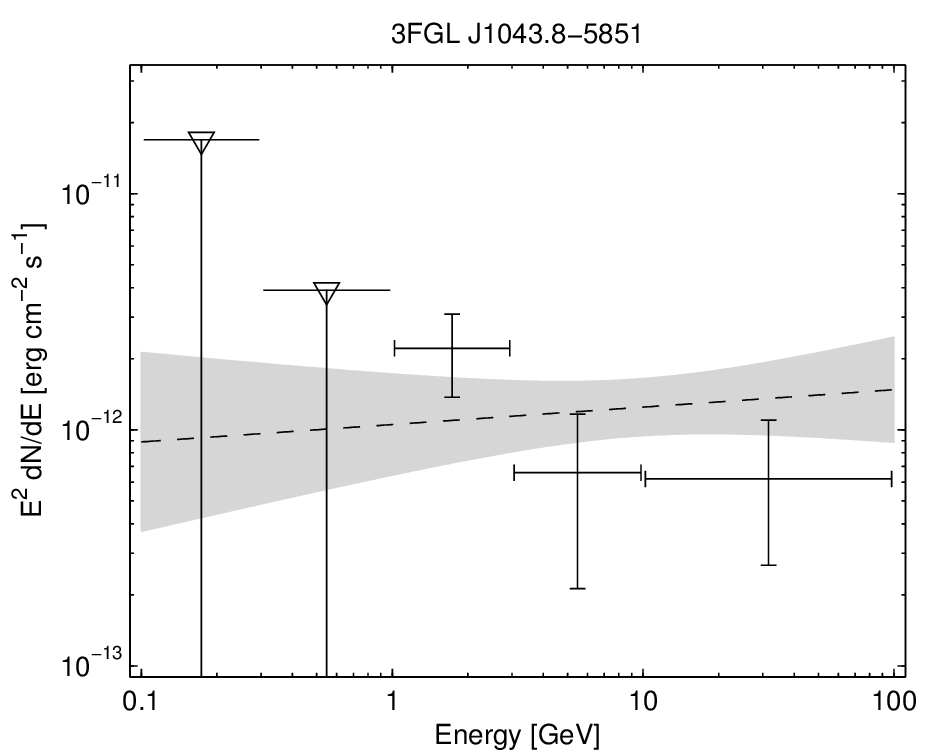 3FGL J1043.8−5851
10⁻¹¹
10⁻¹²
10⁻¹³
E² dN/dE [erg cm⁻² s⁻¹]
0.1 1 10 100
Energy [GeV]